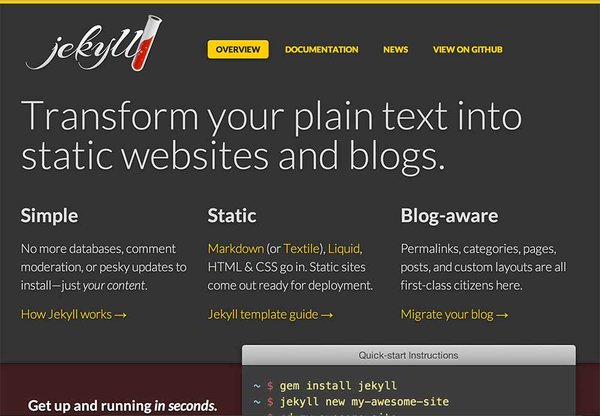 jekyll
OVERVIEW DOCUMENTATION NEWS VIEW ON GITHUB
Transform your plain text into
static websites and blogs.
Simple
No more databases, comment
moderation, or pesky updates to
install—just your content.
How Jekyll works →
Static
Markdown (or Textile), Liquid,
HTML & CSS go in. Static sites
come out ready for deployment.
Jekyll template guide →
Blog-aware
Permalinks, categories, pages,
posts, and custom layouts are all
first-class citizens here.
Migrate your blog →
Get up and running in seconds.
Quick-start Instructions
~ $ gem install jekyll
~ $ jekyll new my-awesome-site